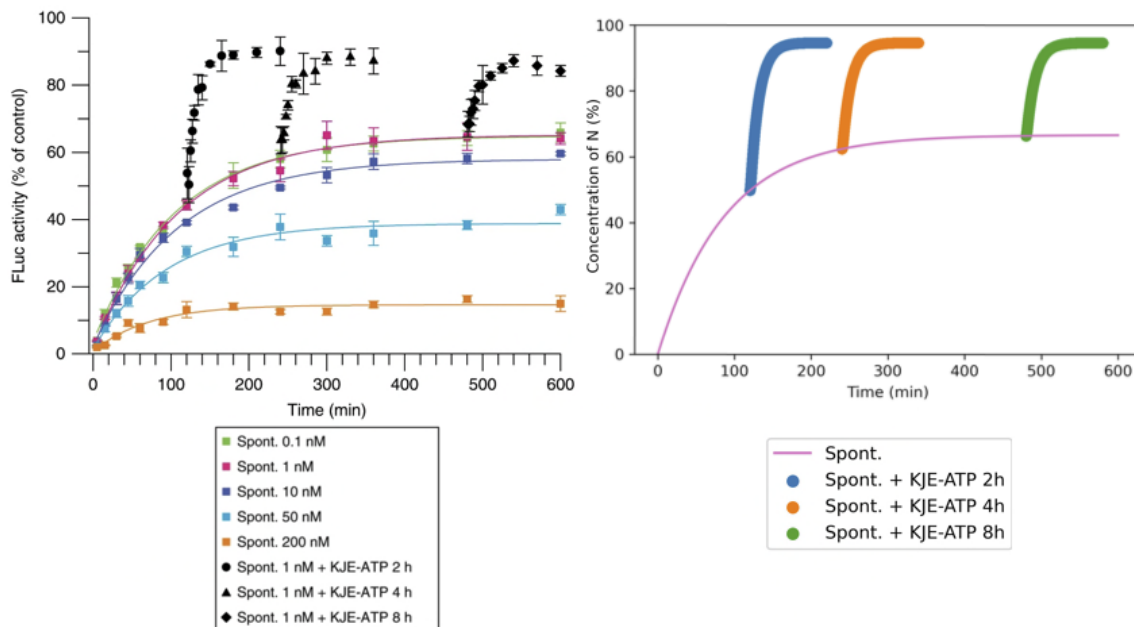 100
80
60
40
20
0
FLuc activity (% of control)
0 100 200 300 400 500 600
Time (min)
Spont. 0.1 nM
Spont. 1 nM
Spont. 10 nM
Spont. 50 nM
Spont. 200 nM
Spont. 1 nM + KJE-ATP 2 h
Spont. 1 nM + KJE-ATP 4 h
Spont. 1 nM + KJE-ATP 8 h
100
80
60
40
20
0
Concentration of N (%)
0 100 200 300 400 500 600
Time (min)
Spont.
Spont. + KJE-ATP 2h
Spont. + KJE-ATP 4h
Spont. + KJE-ATP 8h